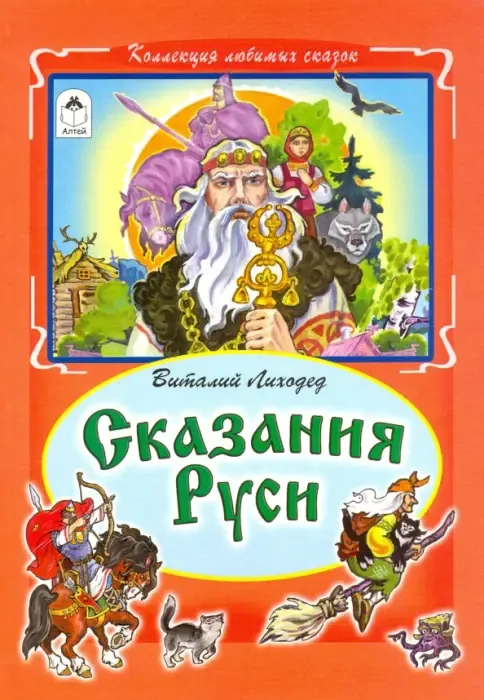 Коллекция любимых сказок
Алтей
Виталий Лиходед
Сказания
Руси